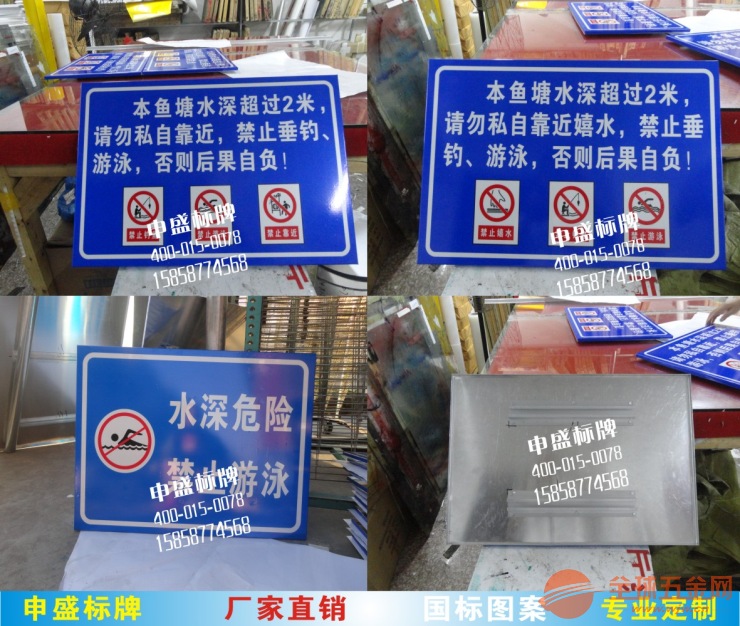 本鱼塘水深超过2米，
请勿私自靠近，禁止垂钓、
游泳，否则后果自负！
禁止靠近
申盛标牌
400-015-0078
15858774568
本鱼塘水深超过2米，
请勿私自靠近嬉水，禁止垂
钓、游泳，否则后果自负！
禁止嬉水
禁止游泳
申盛标牌
400-015-0078
15858774568
水深危险
禁止游泳
申盛标牌
400-015-0078
15858774568
申盛标牌
400-015-0078
15858774568
全球五金网
申盛标牌 厂家直销 国标图案 专业定制